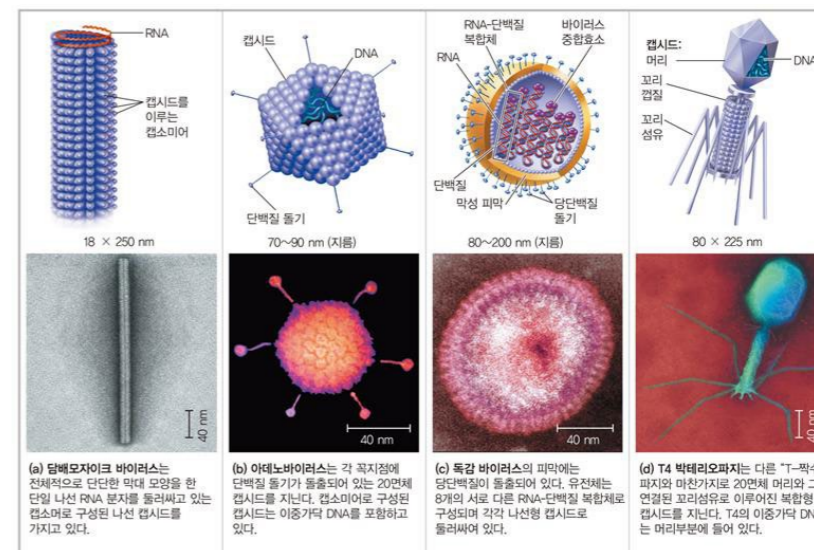 RNA
캡시드를
이루는
캡소미어
18 × 250 nm
캡시드
DNA
단백질 돌기
70~90 nm (지름)
RNA-단백질
복합체
바이러스
중합효소
RNA
단백질
막성 피막
당단백질
돌기
80~200 nm (지름)
캡시드:
머리
DNA
꼬리
껍질
꼬리
섬유
80 × 225 nm
40 nm
40 nm
40 nm
40 nm
(a) 담배모자이크 바이러스는
전체적으로 단단한 막대 모양을 한
단일 나선 RNA 분자를 둘러싸고 있는
캡소머로 구성된 나선 캡시드를
가지고 있다.
(b) 아데노바이러스는 각 꼭지점에
단백질 돌기가 돌출되어 있는 20면체
캡시드를 지닌다. 캡소미어로 구성된
캡시드는 이중가닥 DNA를 포함하고
있다.
(c) 독감 바이러스의 피막에는
당단백질이 돌출되어 있다. 유전체는
8개의 서로 다른 RNA-단백질 복합체로
구성되며 각각 나선형 캡시드로
둘러싸여 있다.
(d) T4 박테리오파지는 다른 "T-짝수
파지와 마찬가지로 20면체 머리와 그
연결된 꼬리섬유로 이루어진 복합형
캡시드를 지닌다. T4의 이중가닥 DN
는 머리부분에 들어 있다.